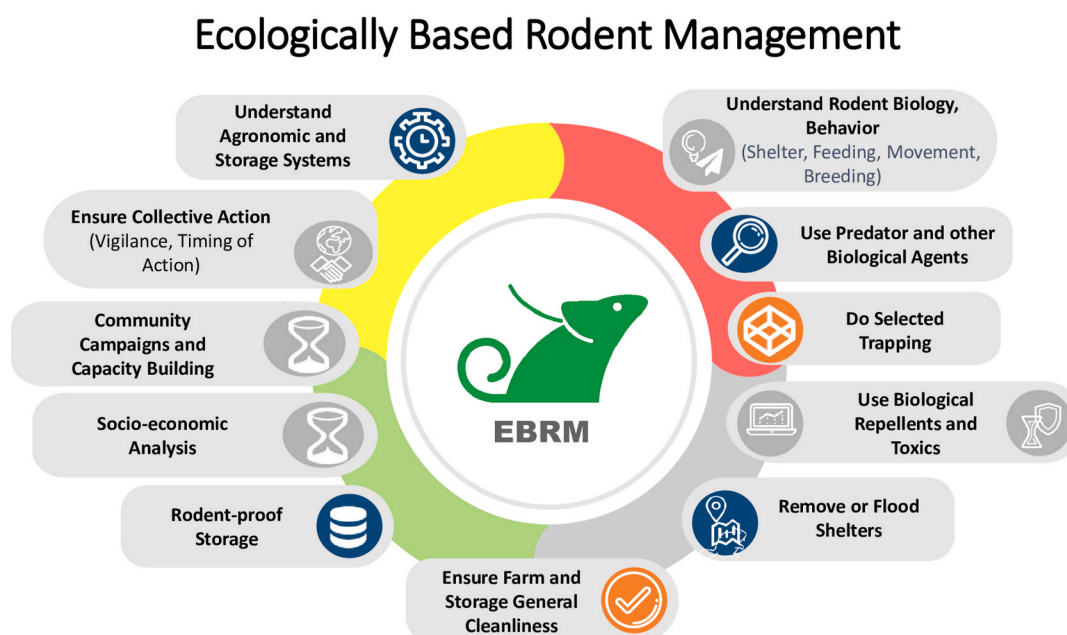 Ecologically Based Rodent Management
Understand
Agronomic and
Storage Systems
Understand Rodent Biology,
Behavior
(Shelter, Feeding, Movement,
Breeding)
Ensure Collective Action
(Vigilance, Timing of
Action)
Use Predator and other
Biological Agents
Community
Campaigns and
Capacity Building
Do Selected
Trapping
Socio-economic
Analysis
Use Biological
Repellents and
Toxics
EBRM
Rodent-proof
Storage
Remove or Flood
Shelters
Ensure Farm and
Storage General
Cleanliness